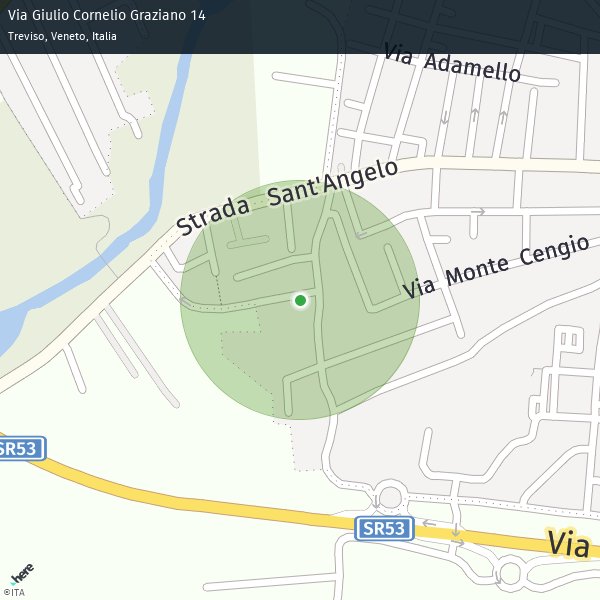 Via Giulio Cornelio Graziano 14
Treviso, Veneto, Italia
Via Adamello
Strada Sant'Angelo
Via Monte Cengio
SR53
SR53
Via
here
©ITA